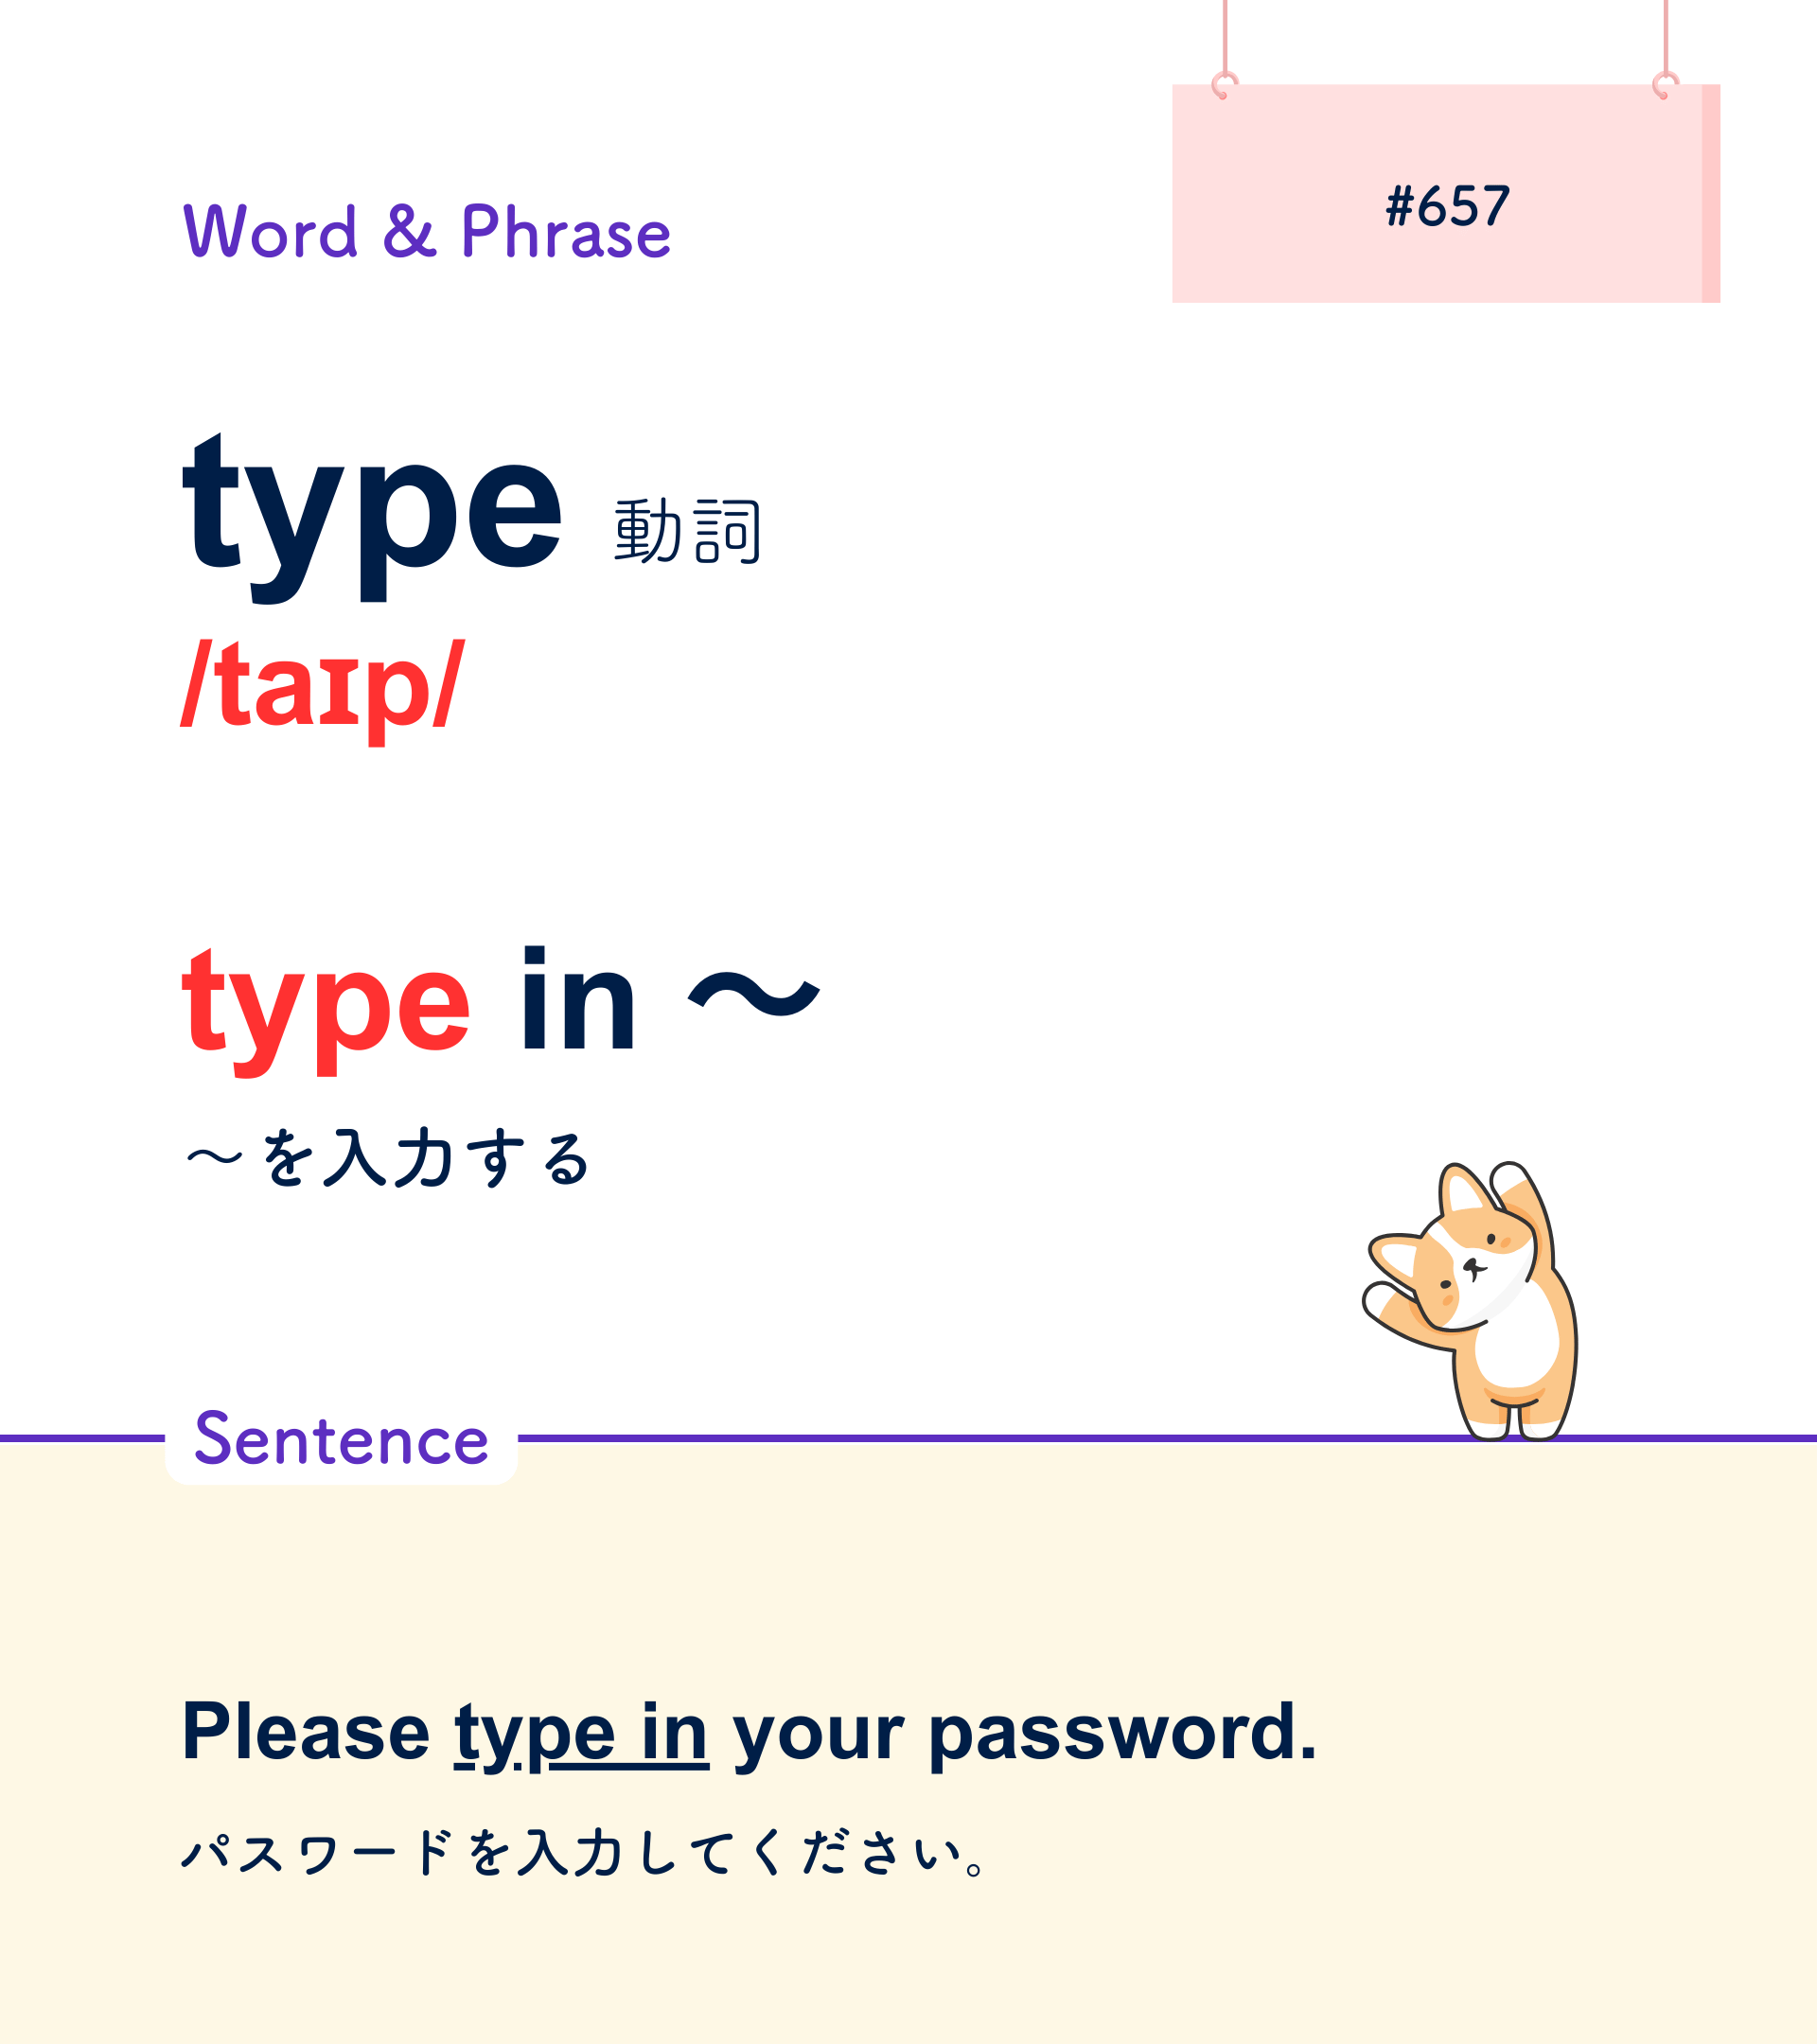 #657
Word & Phrase
type 動詞
/taɪp/
type in 〜
〜 を入力する
Sentence
Please type in your password.
パスワードを入力してください。